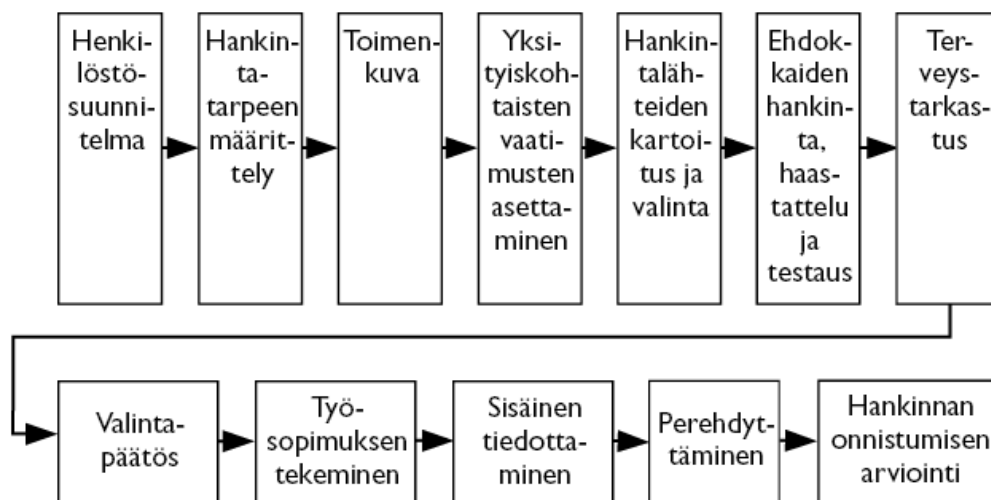 Henki-
löstö-
suunni-
telma
Hankin-
ta-
tarpeen
määrit-
tely
Toimen-
kuva
Yksi-
tyiskoh-
taisten
vaati-
musten
asetta-
minen
Hankin-
taläh-
teiden
kartoi-
tus ja
valinta
Ehdok-
kaiden
hankin-
ta,
haas-
tattelu
ja
testaus
Ter-
veys-
tarkas-
tus
Valinta-
päätös
Työ-
sopimuksen
tekeminen
Sisäinen
tiedotta-
minen
Perehdyt-
täminen
Hankinnan
onnistumisen
arviointi